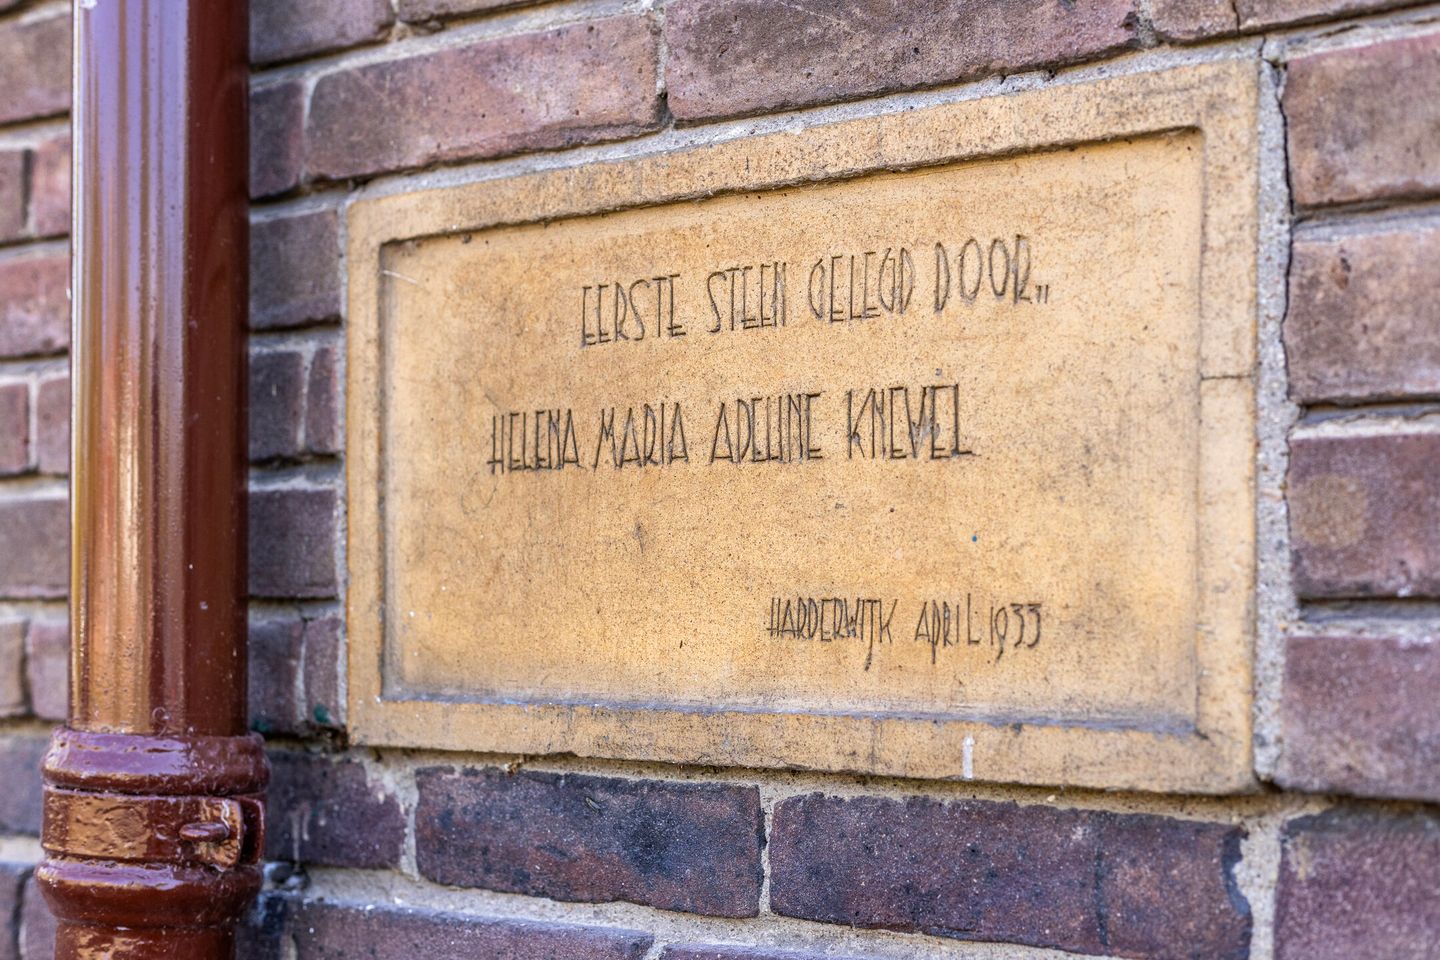 EERSTE STEEN GELEGD DOOR,,
HELENA MARIA ADELINE KNEVEL
HARDERWIJK APRIL 1933